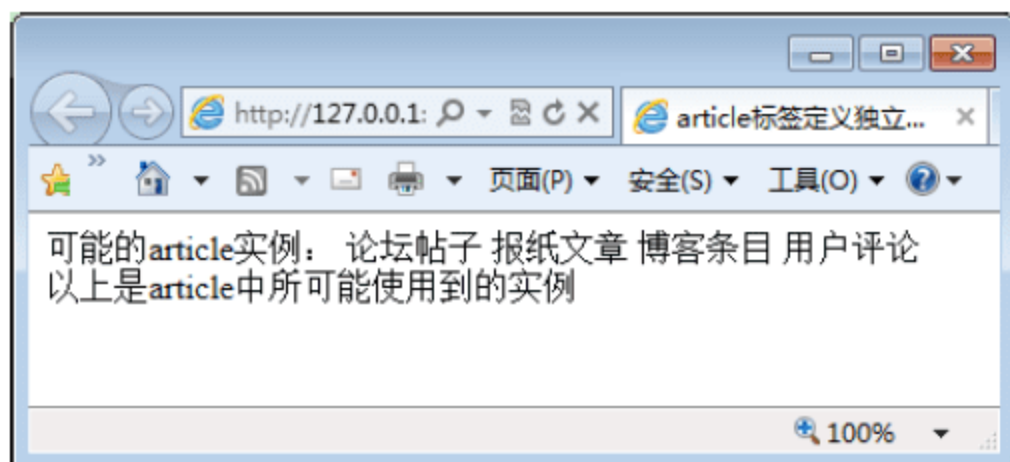 http://127.0.0.1:
article标签定义独立...
页面(P)
安全(S)
工具(O)
可能的article实例： 论坛帖子 报纸文章 博客条目 用户评论
以上是article中所可能使用到的实例
100%